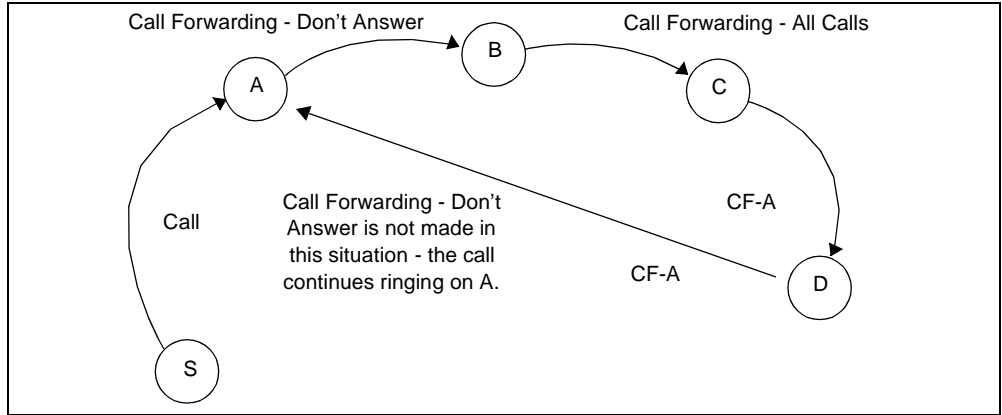 Call Forwarding - Don't Answer
Call Forwarding - All Calls
B
A
C
Call Forwarding - Don't
Answer is not made in
this situation - the call
continues ringing on A.
Call
CF-A
CF-A
D
S